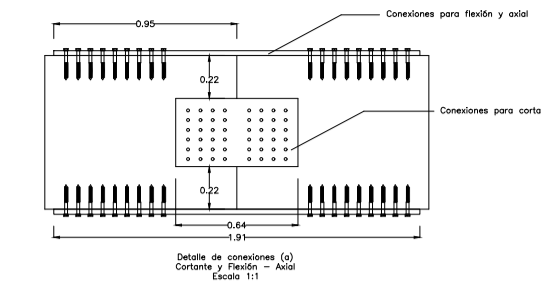 Conexiones para flexión y axial
0.95
0.22
Conexiones para corta
0.22
0.64
1.91
Detalle de conexiones (a)
Cortante y Flexión - Axial
Escala 1:1